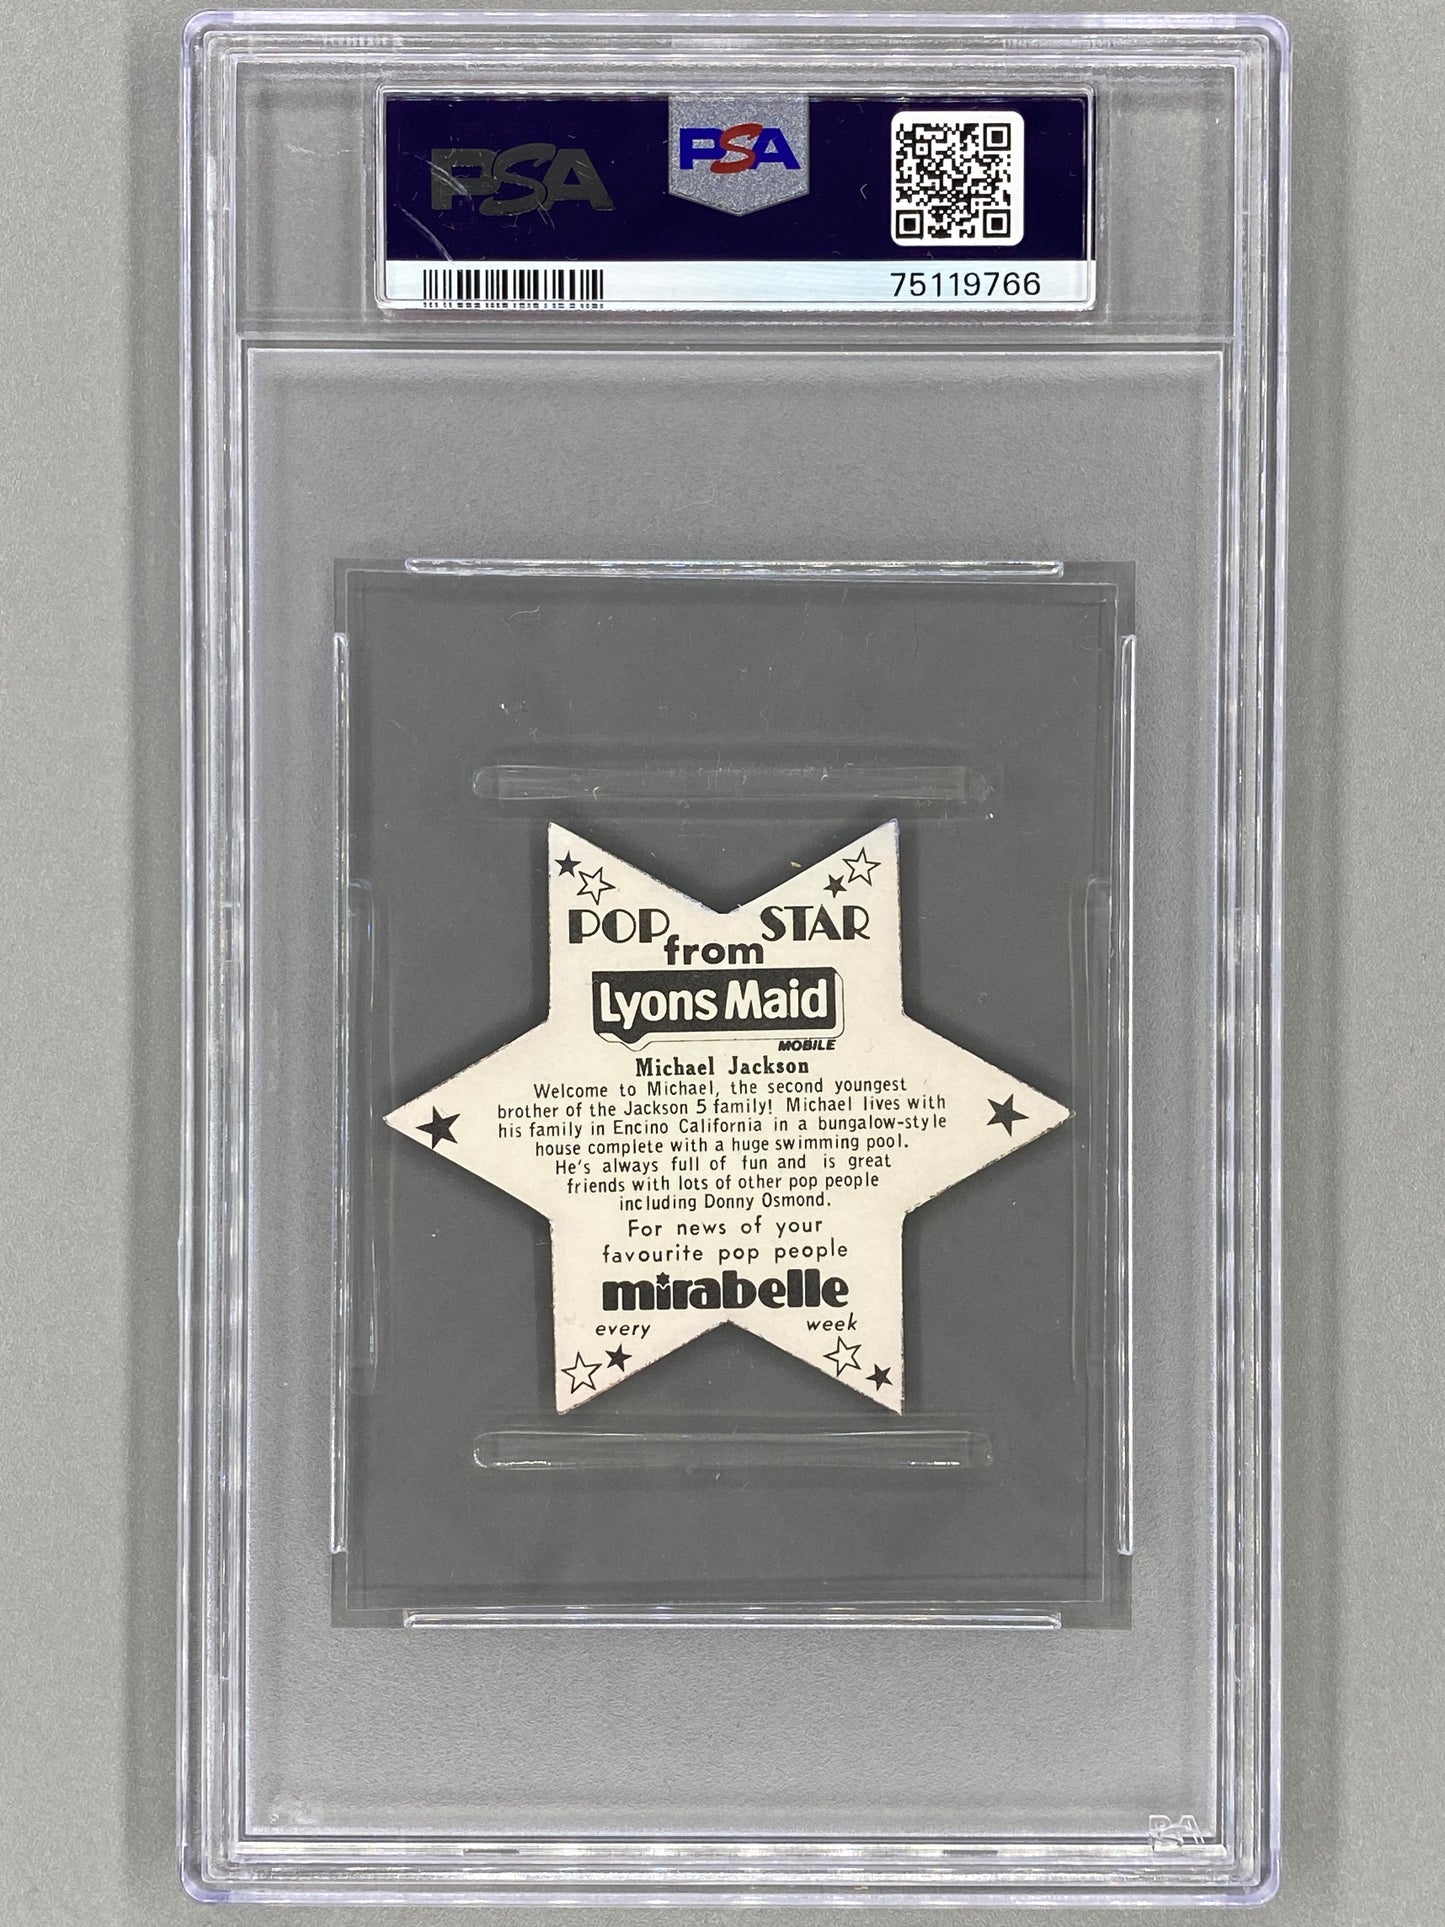 PSA
PSA
75119766
POP STAR
from
Lyons Maid
MOBILE
Michael Jackson
Welcome to Michael, the second youngest
brother of the Jackson 5 family! Michael lives with
his family in Encino California in a bungalow-style
house complete with a huge swimming pool.
He's always full of fun and is great
friends with lots of other pop people
including Donny Osmond.
For news of your
favourite pop people
mirabelle
every week
PSA